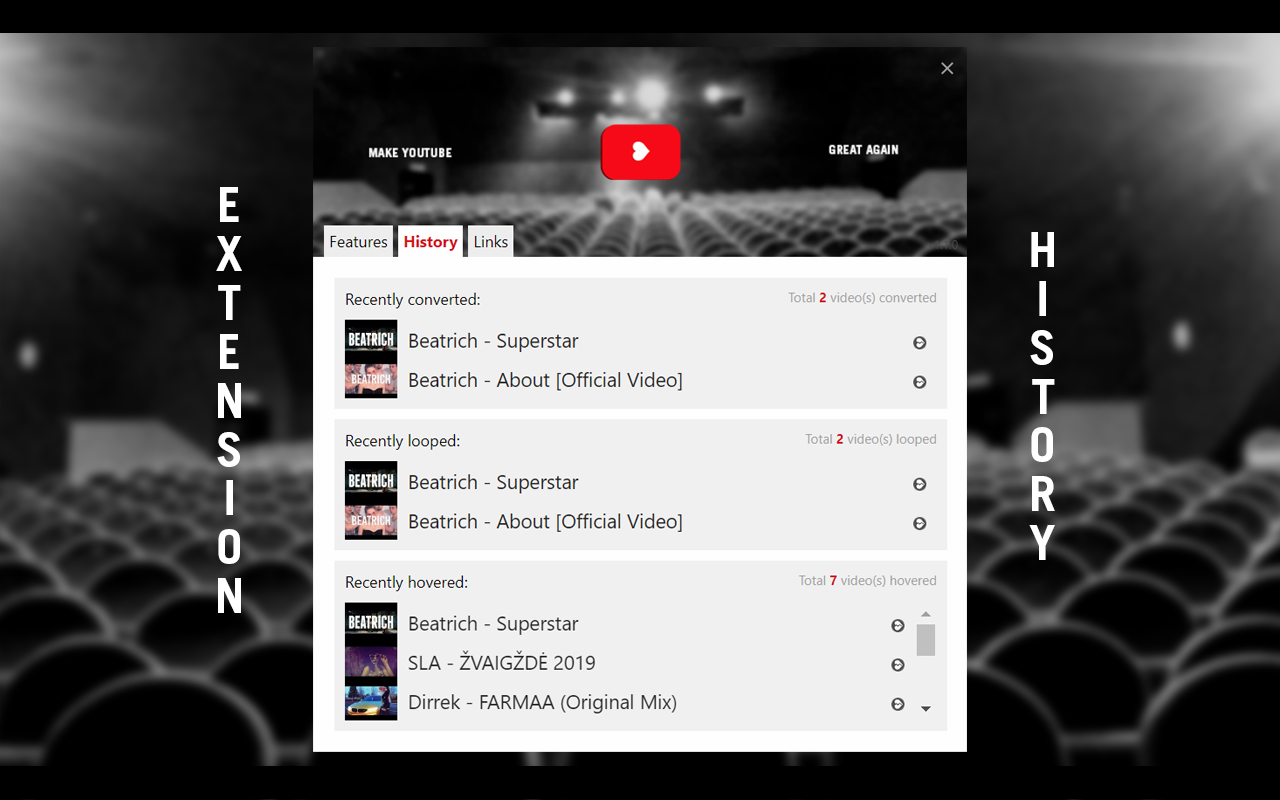 MAKE YOUTUBE
GREAT AGAIN
EXTENSION
HISTORY
Features
History
Links
Recently converted:
Total 2 video(s) converted
BEATRICH
Beatrich - Superstar
BEATRICH
Beatrich - About [Official Video]
Recently looped:
Total 2 video(s) looped
BEATRICH
Beatrich - Superstar
BEATRICH
Beatrich - About [Official Video]
Recently hovered:
Total 7 video(s) hovered
BEATRICH
Beatrich - Superstar
SLA - ŽVAIGŽDĖ 2019
Dirrek - FARMAA (Original Mix)